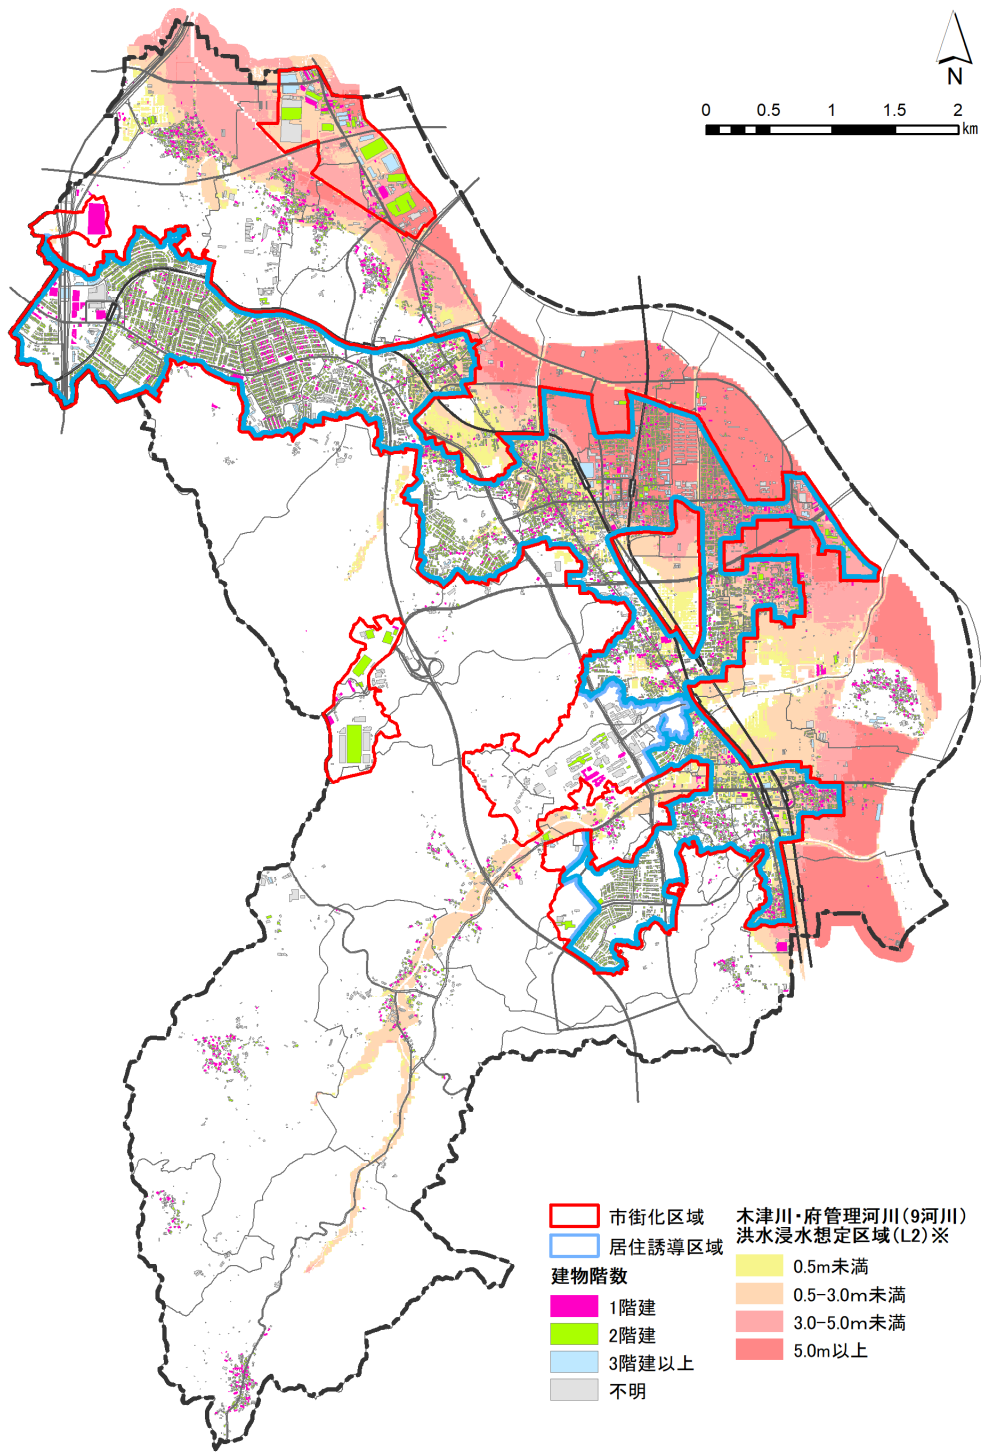 N
0 0.5 1 1.5 2
km
市街化区域
居住誘導区域
建物階数
1階建
2階建
3階建以上
不明
木津川・府管理河川(9河川)
洪水浸水想定区域(L2)※
0.5m未満
0.5-3.0m未満
3.0-5.0m未満
5.0m以上